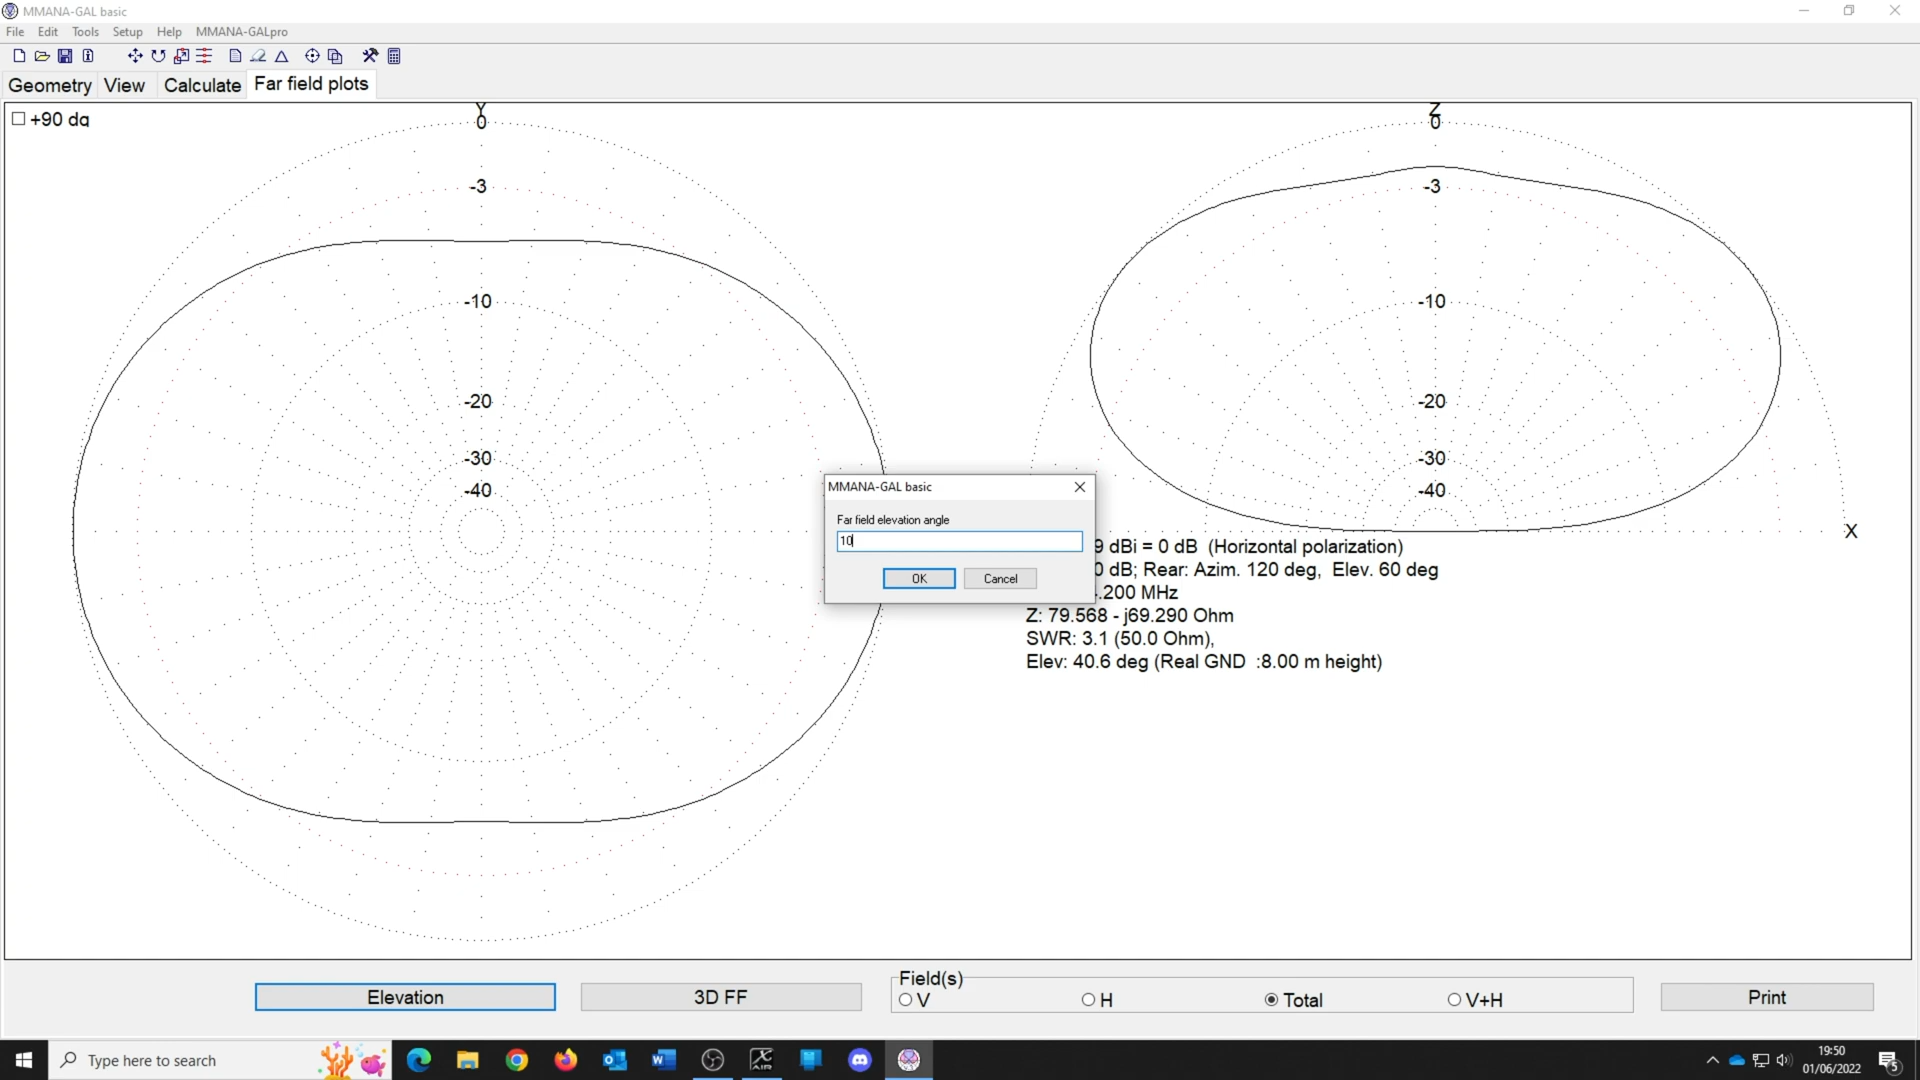 MMANA-GAL basic
File Edit Tools Setup Help MMANA-GALpro
Geometry View Calculate Far field plots
+90 dg
Y
0
-3
-10
-20
-30
-40
Z
0
-3
-10
-20
-30
-40
X
MMANA-GAL basic
Far field elevation angle
10
OK Cancel
9 dBi = 0 dB (Horizontal polarization)
0 dB; Rear: Azim. 120 deg, Elev. 60 deg
.200 MHz
Z: 79.568 - j69.290 Ohm
SWR: 3.1 (50.0 Ohm),
Elev: 40.6 deg (Real GND :8.00 m height)
Elevation
3D FF
Field(s)
V H Total V+H
Print
Type here to search
AIR
19:50
01/06/2022
5